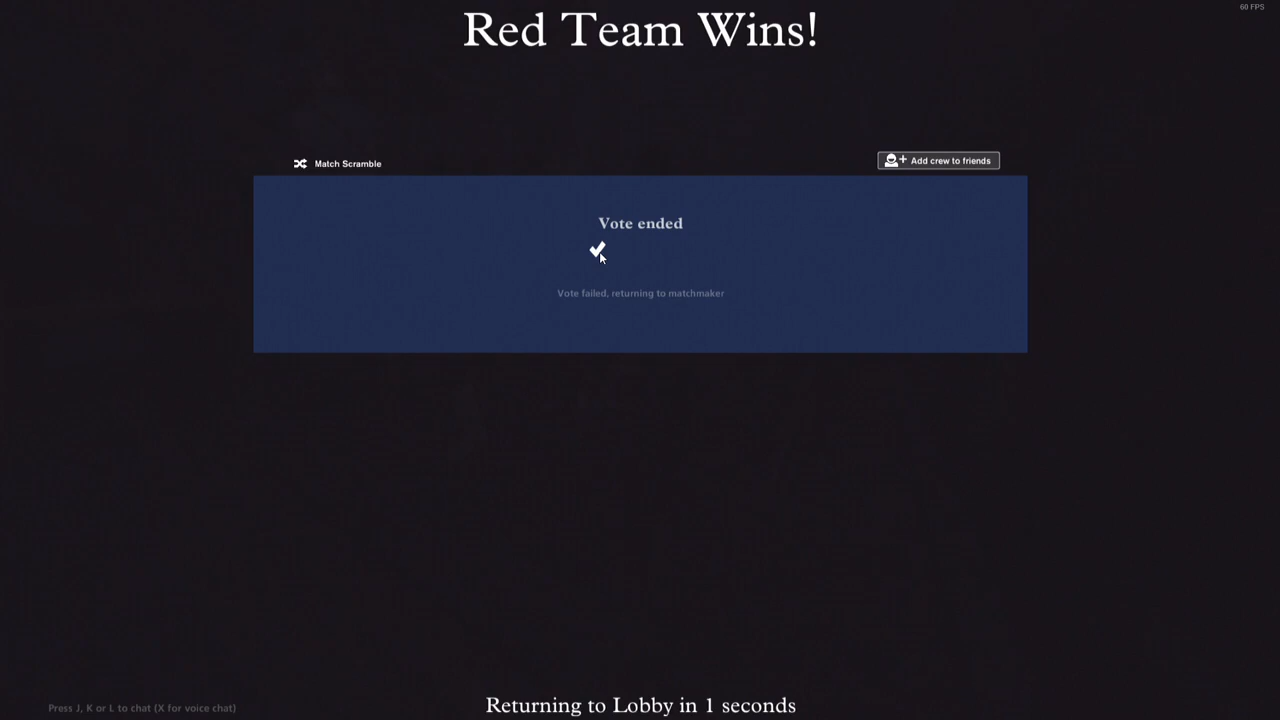 60 FPS
Red Team Wins!
Match Scramble
Add crew to friends
Vote ended
Vote failed, returning to matchmaker
Returning to Lobby in 1 seconds
Press J, K or L to chat (X for voice chat)